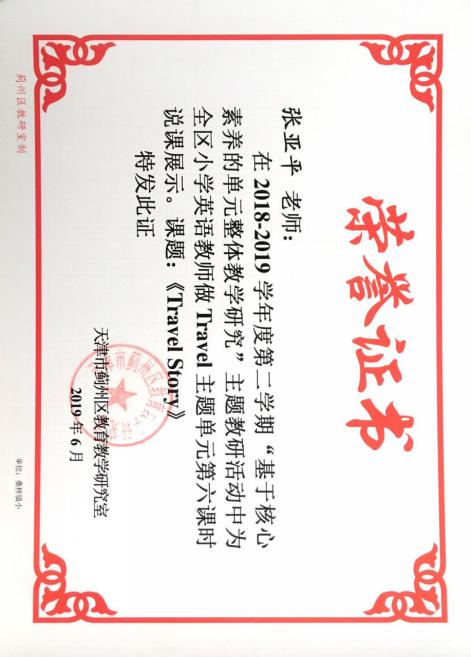 荣誉证书
张亚平 老师：
在 2018-2019 学年度第二学期“基于核心
素养的单元整体教学研究”主题教研活动中为
全区小学英语教师做 Travel 主题单元第六课时
说课展示。课题：《Travel Story》
特发此证
天津市蓟州区教育教学研究室
2019 年 6 月
单位：桑梓镇小
蓟州区教研室制